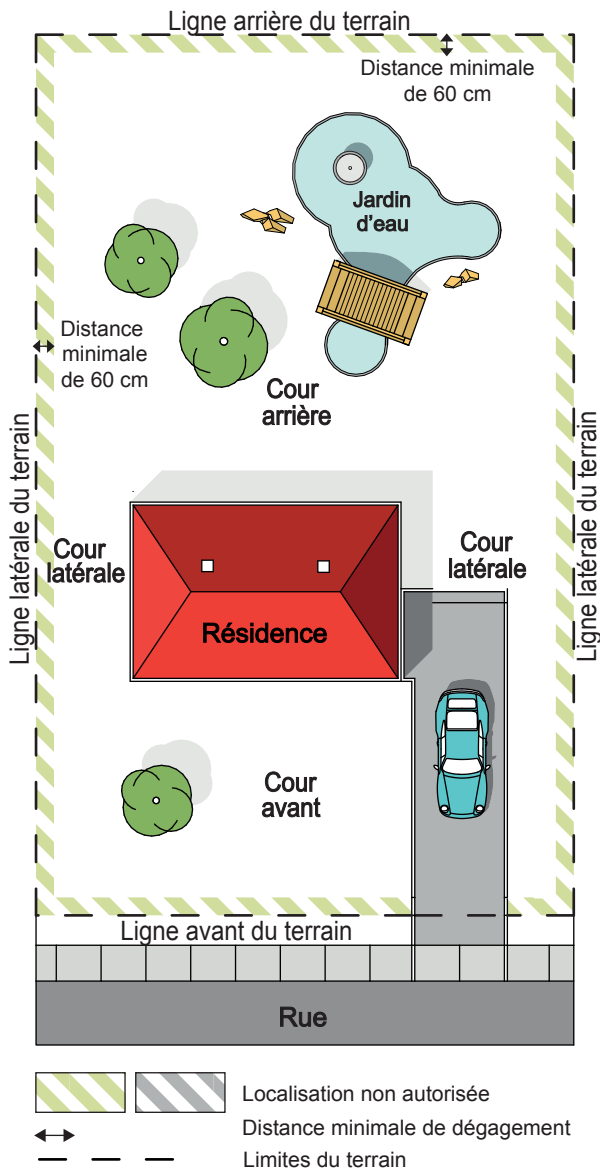 Ligne arrière du terrain
Distance minimale
de 60 cm
Jardin
d'eau
Distance
minimale
de 60 cm
Cour
arrière
Ligne latérale du terrain
Ligne latérale du terrain
Cour
latérale
Cour
latérale
Résidence
Cour
avant
Ligne avant du terrain
Rue
Localisation non autorisée
Distance minimale de dégagement
Limites du terrain